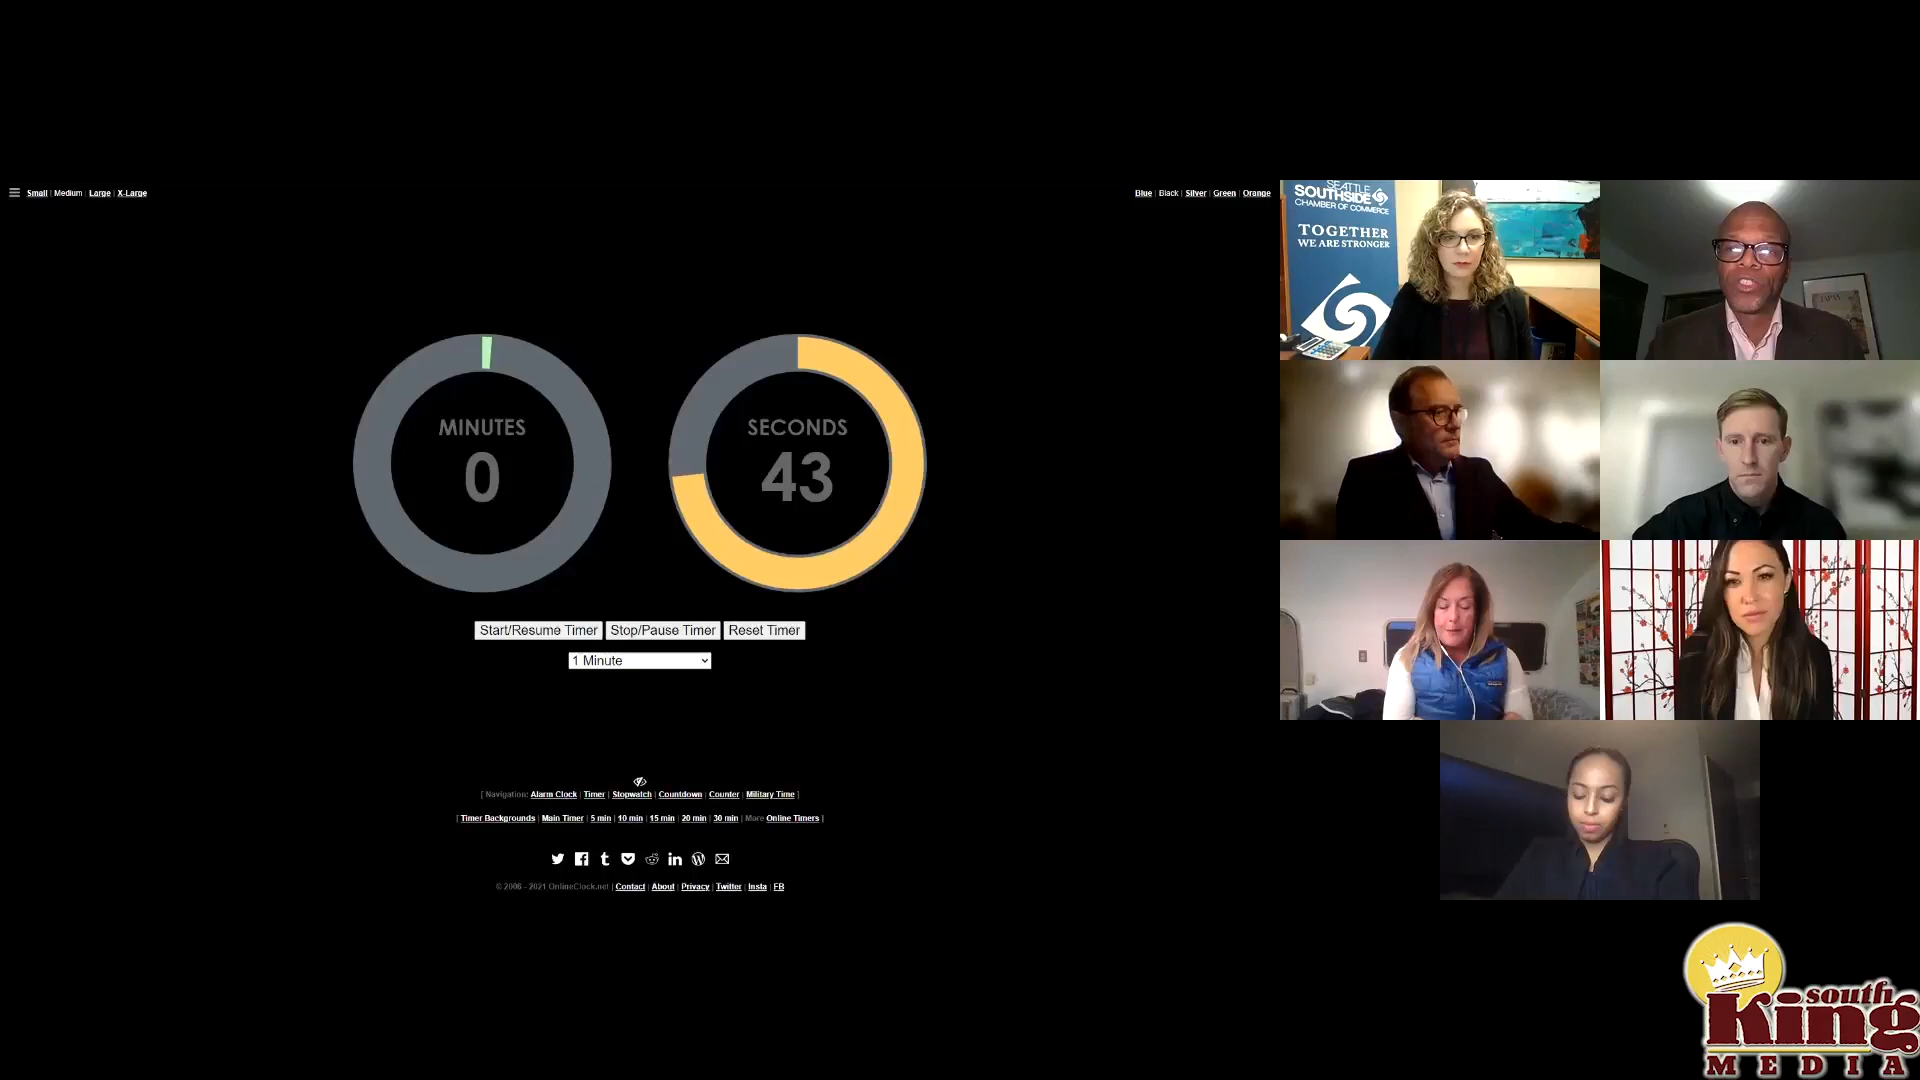 Small | Medium | Large | X-Large
Blue | Black | Silver | Green | Orange
SEATTLE
SOUTHSIDE
CHAMBER OF COMMERCE
TOGETHER
WE ARE STRONGER
JAPAN
MINUTES
0
SECONDS
43
Start/Resume Timer
Stop/Pause Timer
Reset Timer
1 Minute
[ Navigation: Alarm Clock | Timer | Stopwatch | Countdown | Counter | Military Time ]
[ Timer Backgrounds | Main Timer | 5 min | 10 min | 15 min | 20 min | 30 min | More Online Timers ]
© 2006 - 2021 OnlineClock.net | Contact | About | Privacy | Twitter | Insta | FB
south
King
MEDIA